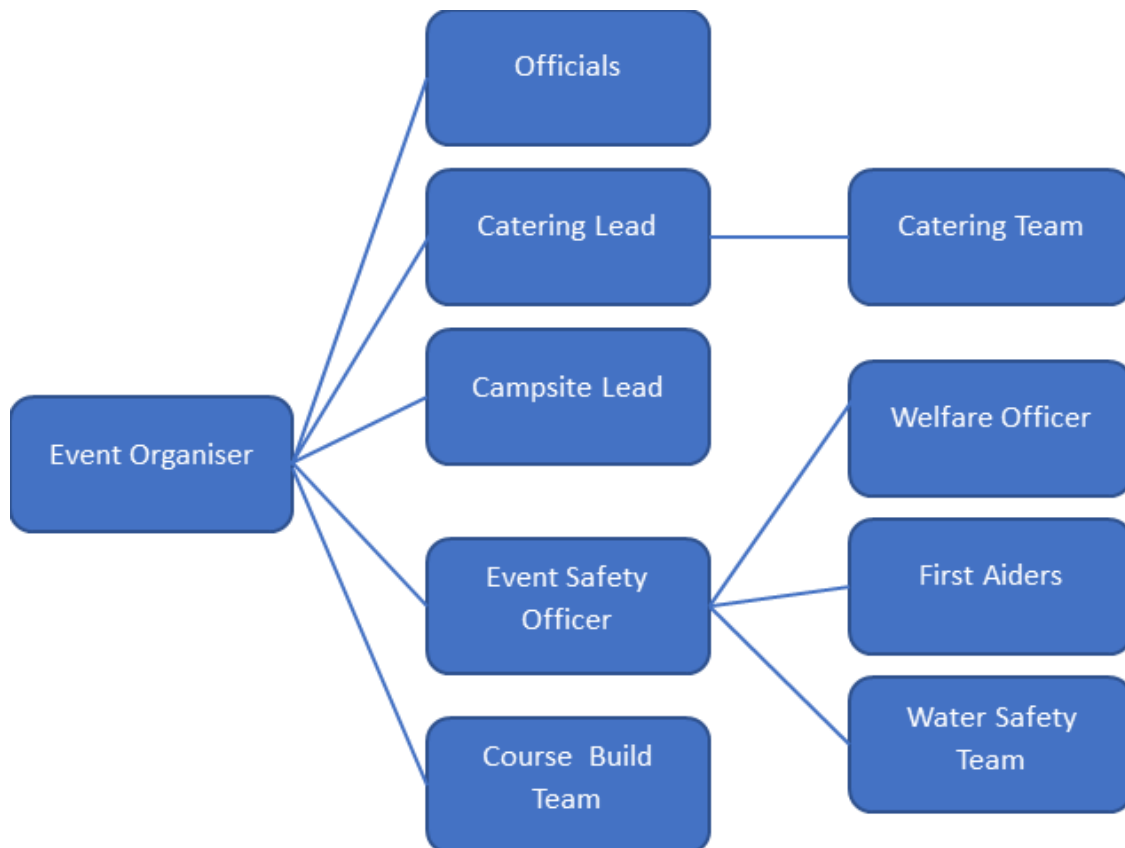 Officials
Catering Lead
Catering Team
Campsite Lead
Welfare Officer
Event Organiser
First Aiders
Event Safety
Officer
Water Safety
Team
Course Build
Team